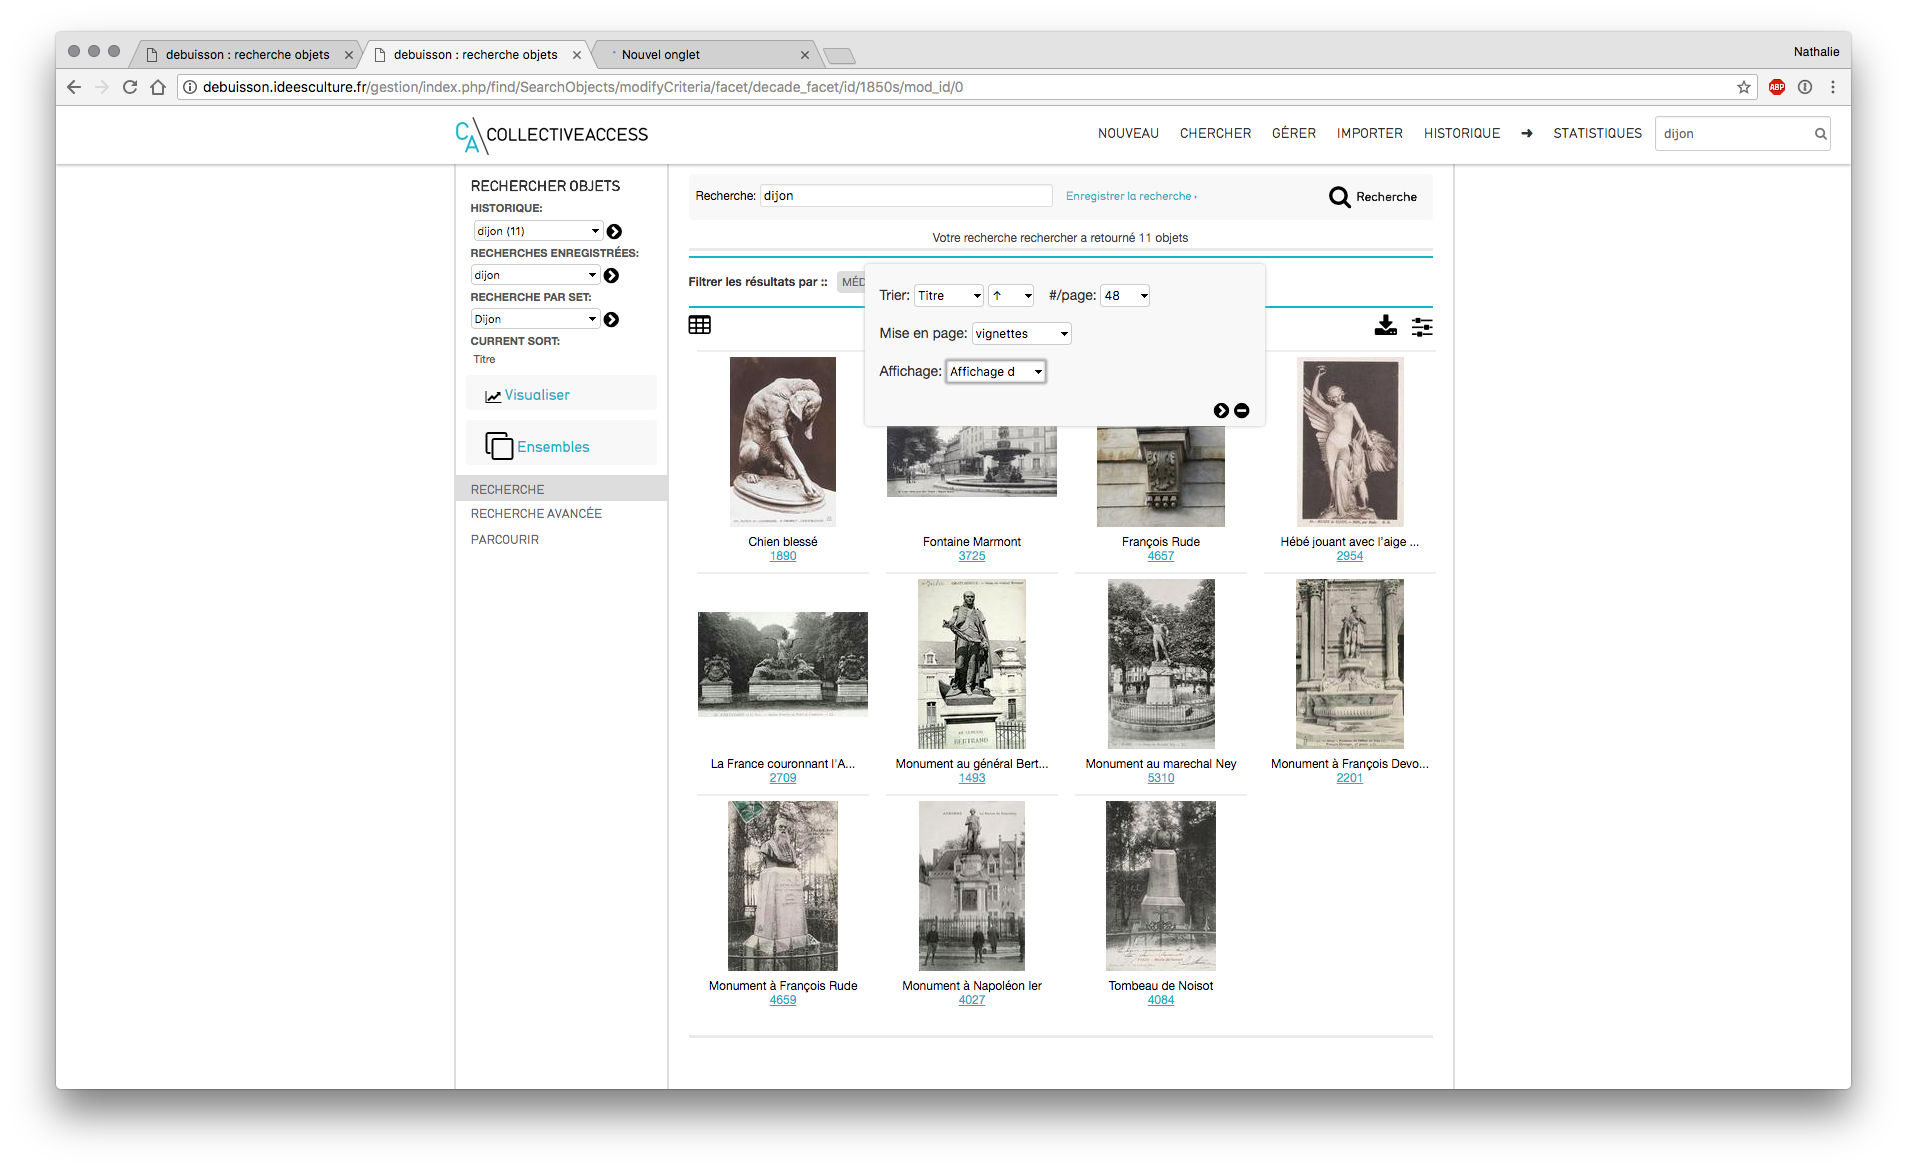 debuisson : recherche objets
debuisson : recherche objets
Nouvel onglet
Nathalie
debuisson.ideesculture.fr/gestion/index.php/find/SearchObjects/modifyCriteria/facet/decade_facet/id/1850s/mod_id/0
ABP
CA COLLECTIVEACCESS
NOUVEAU CHERCHER GÉRER IMPORTER HISTORIQUE → STATISTIQUES
dijon
RECHERCHER OBJETS
HISTORIQUE:
dijon (11)
RECHERCHES ENREGISTRÉES:
dijon
RECHERCHE PAR SET:
Dijon
CURRENT SORT:
Titre
Visualiser
Ensembles
RECHERCHE
RECHERCHE AVANCÉE
PARCOURIR
Recherche: dijon Enregistrer la recherche › Recherche
Votre recherche rechercher a retourné 11 objets
Filtrer les résultats par :: MÉD
Trier: Titre ↑ #/page: 48
Mise en page: vignettes
Affichage: Affichage d
Chien blessé
1890
Fontaine Marmont
3725
François Rude
4657
Hébé jouant avec l'aige ...
2954
La France couronnant l'A...
2709
Monument au général Bert...
1493
Monument au marechal Ney
5310
Monument à François Devo...
2201
BERTRAND
Monument à François Rude
4659
Monument à Napoléon Ier
4027
Tombeau de Noisot
4084